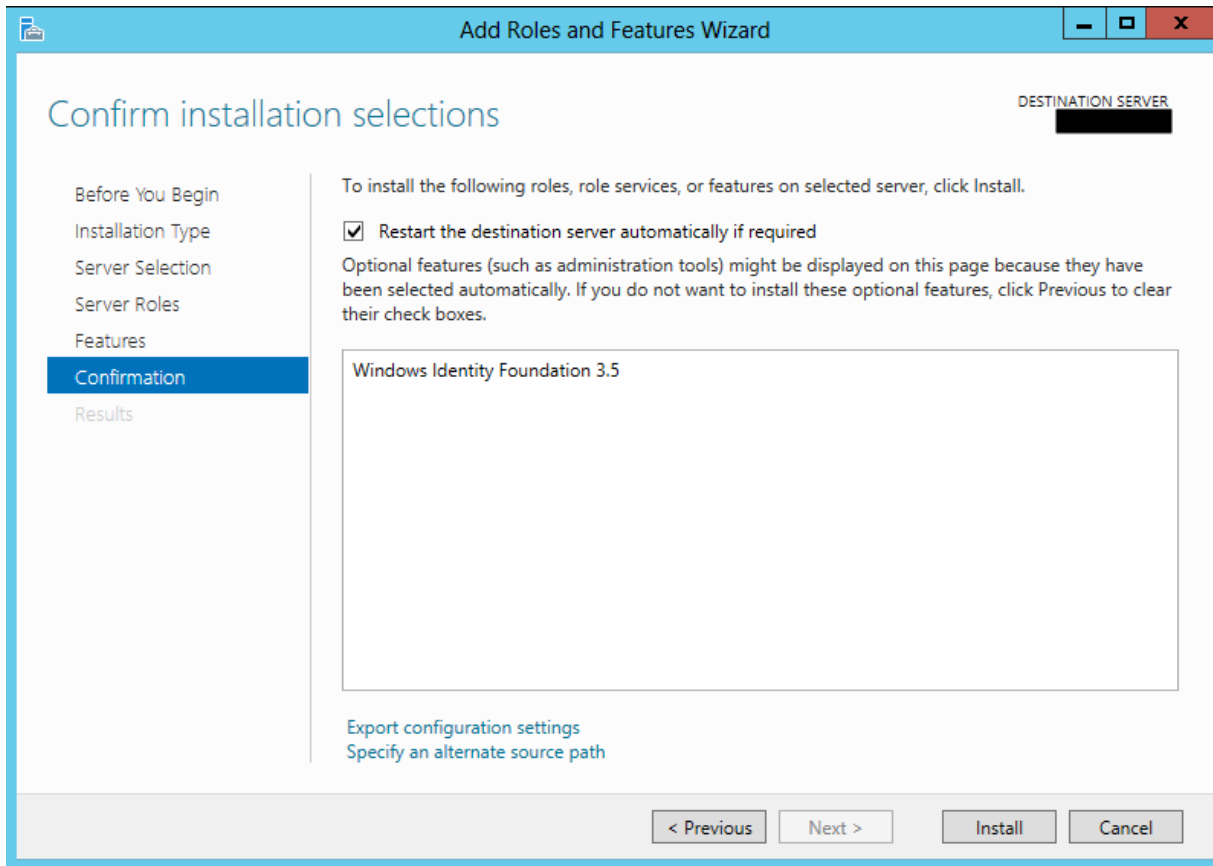 Add Roles and Features Wizard
Confirm installation selections
DESTINATION SERVER
Before You Begin
Installation Type
Server Selection
Server Roles
Features
Confirmation
Results
To install the following roles, role services, or features on selected server, click Install.
Restart the destination server automatically if required
Optional features (such as administration tools) might be displayed on this page because they have
been selected automatically. If you do not want to install these optional features, click Previous to clear
their check boxes.
Windows Identity Foundation 3.5
Export configuration settings
Specify an alternate source path
< Previous
Next >
Install
Cancel